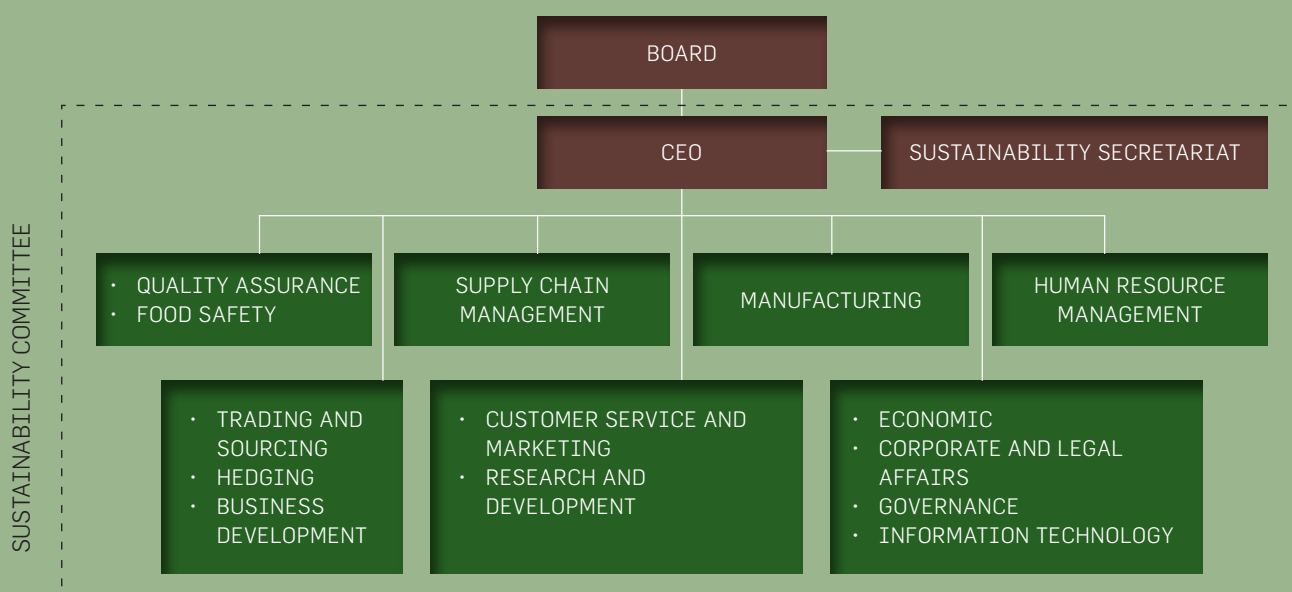 BOARD
CEO
SUSTAINABILITY SECRETARIAT
SUSTAINABILITY COMMITTEE
· QUALITY ASSURANCE
· FOOD SAFETY
SUPPLY CHAIN
MANAGEMENT
MANUFACTURING
HUMAN RESOURCE
MANAGEMENT
· TRADING AND
SOURCING
· HEDGING
· BUSINESS
DEVELOPMENT
· CUSTOMER SERVICE AND
MARKETING
· RESEARCH AND
DEVELOPMENT
· ECONOMIC
· CORPORATE AND LEGAL
AFFAIRS
· GOVERNANCE
· INFORMATION TECHNOLOGY